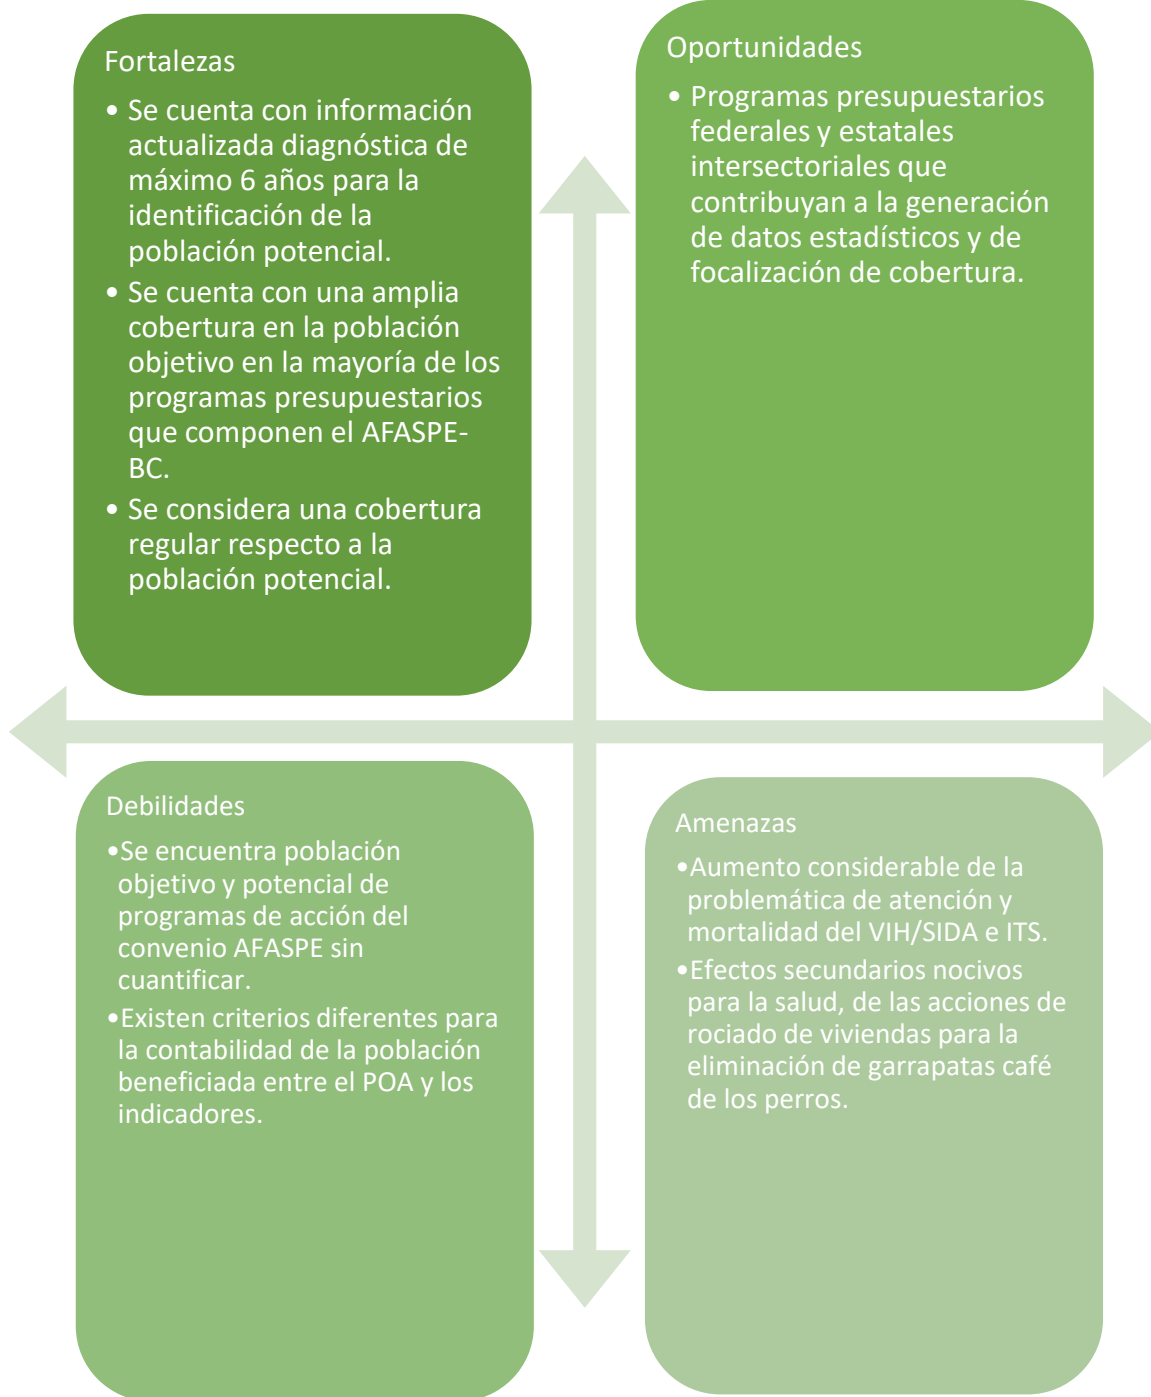 Fortalezas
• Se cuenta con información
actualizada diagnóstica de
máximo 6 años para la
identificación de la
población potencial.
• Se cuenta con una amplia
cobertura en la población
objetivo en la mayoría de los
programas presupuestarios
que componen el AFASPE-
BC.
• Se considera una cobertura
regular respecto a la
población potencial.
Oportunidades
• Programas presupuestarios
federales y estatales
intersectoriales que
contribuyan a la generación
de datos estadísticos y de
focalización de cobertura.
Debilidades
•Se encuentra población
objetivo y potencial de
programas de acción del
convenio AFASPE sin
cuantificar.
•Existen criterios diferentes para
la contabilidad de la población
beneficiada entre el POA y los
indicadores.
Amenazas
•Aumento considerable de la
problemática de atención y
mortalidad del VIH/SIDA e ITS.
•Efectos secundarios nocivos
para la salud, de las acciones de
rociado de viviendas para la
eliminación de garrapatas café
de los perros.